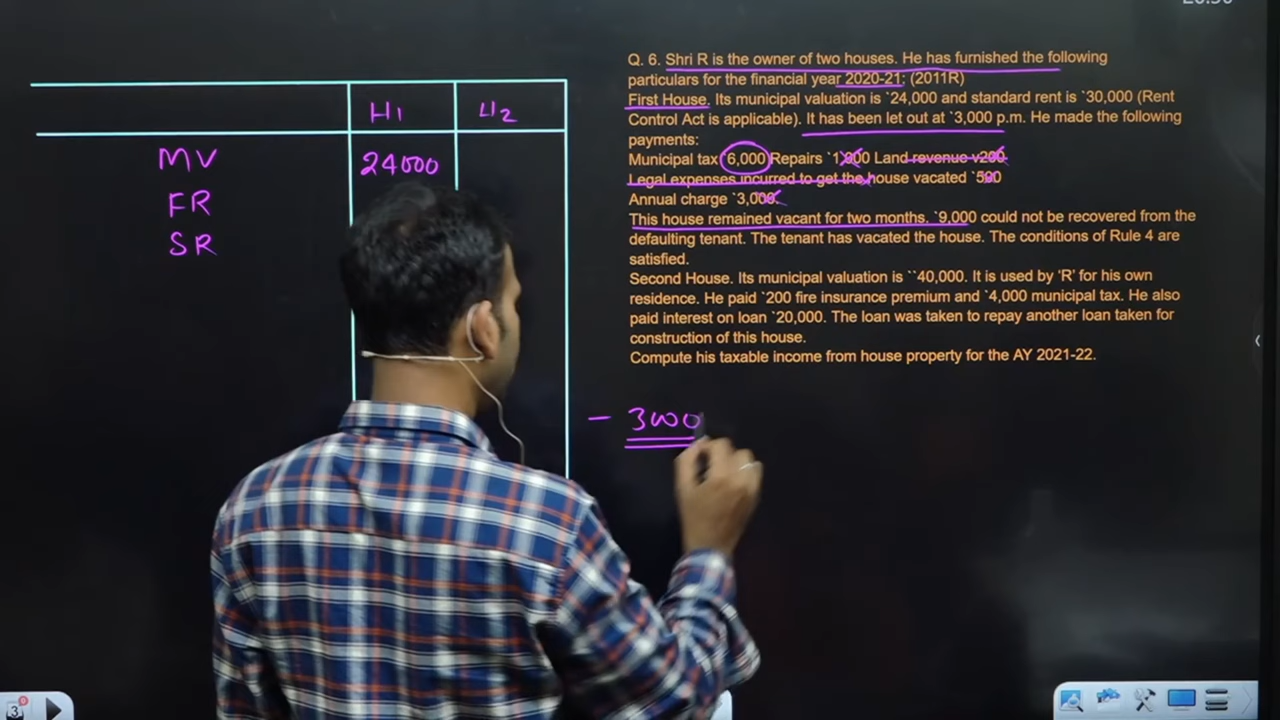 H1 H2
MV 24000
FR
SR
Q. 6. Shri R is the owner of two houses. He has furnished the following
particulars for the financial year 2020-21: (2011R)
First House. Its municipal valuation is `24,000 and standard rent is `30,000 (Rent
Control Act is applicable). It has been let out at `3,000 p.m. He made the following
payments:
Municipal tax `6,000 Repairs `1,000 Land revenue v200
Legal expenses incurred to get the house vacated `500
Annual charge `3,000.
This house remained vacant for two months. `9,000 could not be recovered from the
defaulting tenant. The tenant has vacated the house. The conditions of Rule 4 are
satisfied.
Second House. Its municipal valuation is ``40,000. It is used by ‘R’ for his own
residence. He paid `200 fire insurance premium and `4,000 municipal tax. He also
paid interest on loan `20,000. The loan was taken to repay another loan taken for
construction of this house.
Compute his taxable income from house property for the AY 2021-22.
- 3000
3